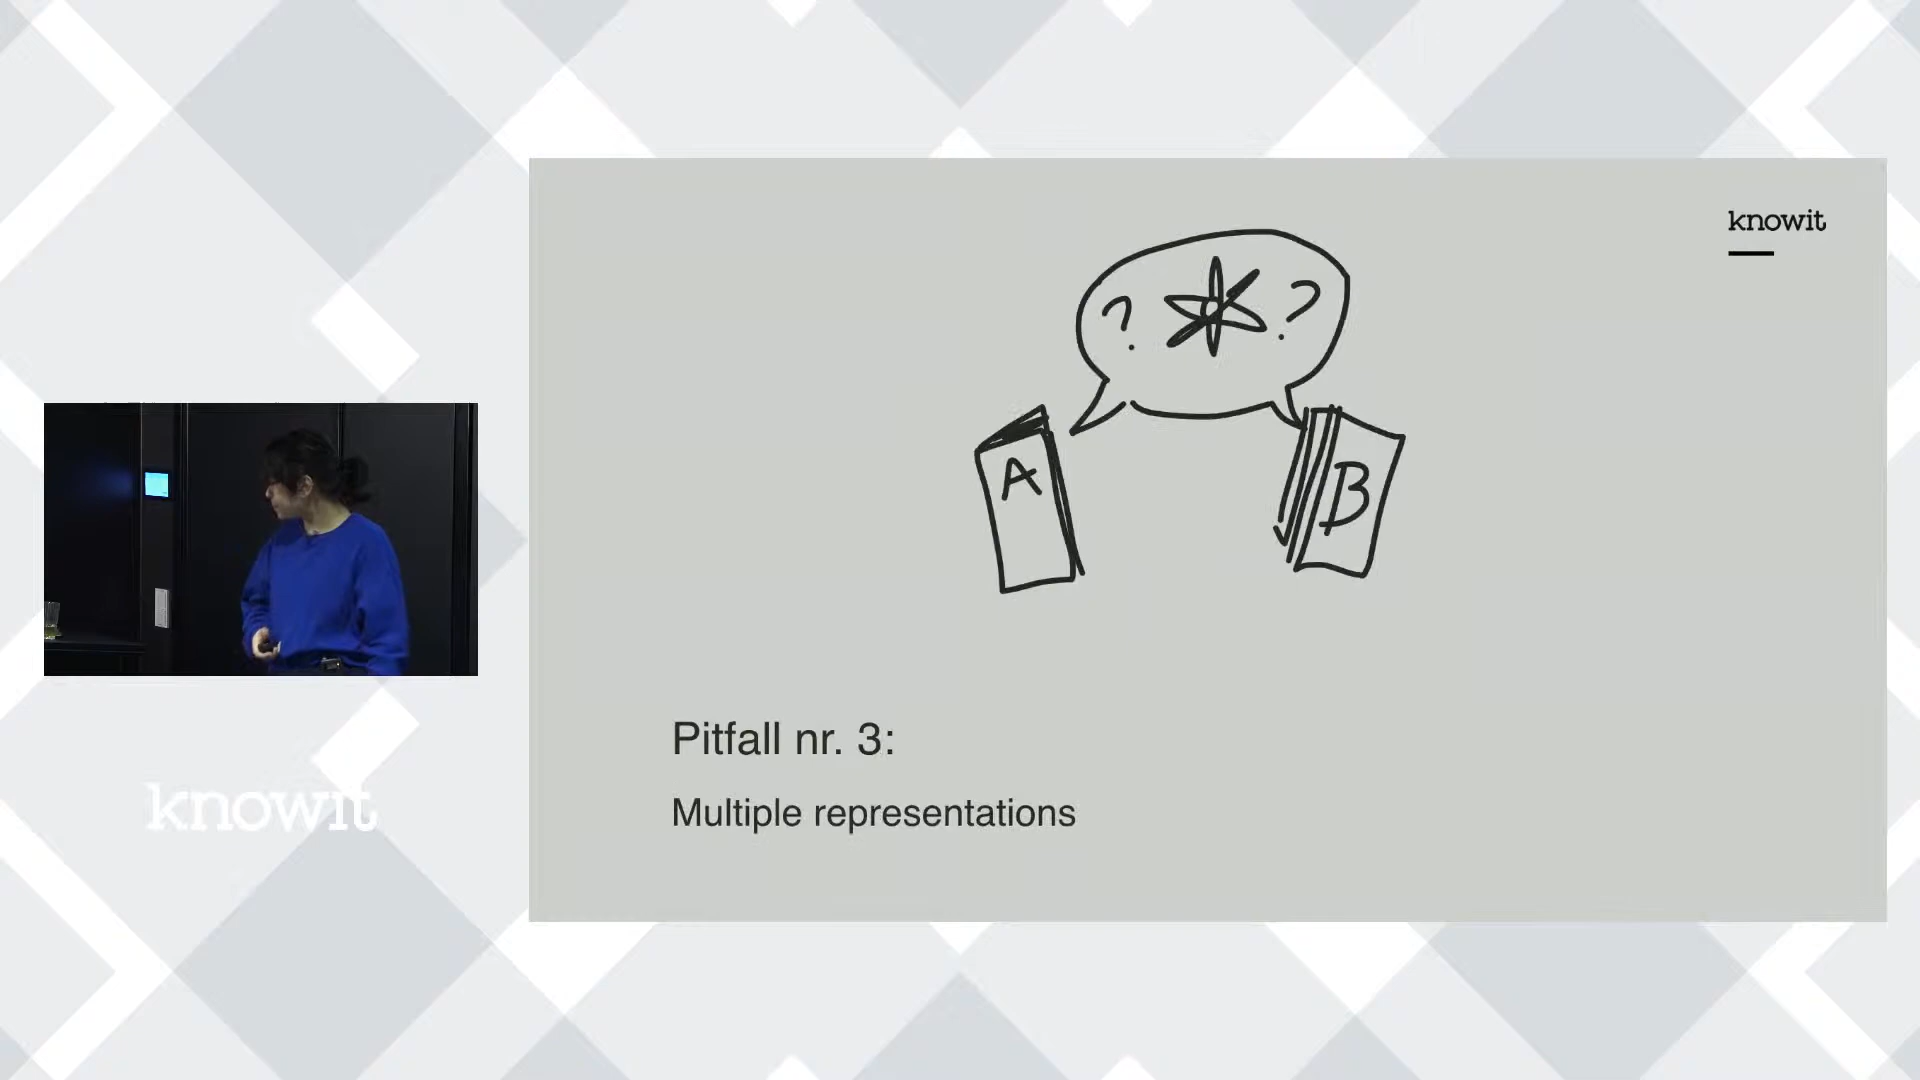 knowit
? ?
A
B
Pitfall nr. 3:
Multiple representations
knowit